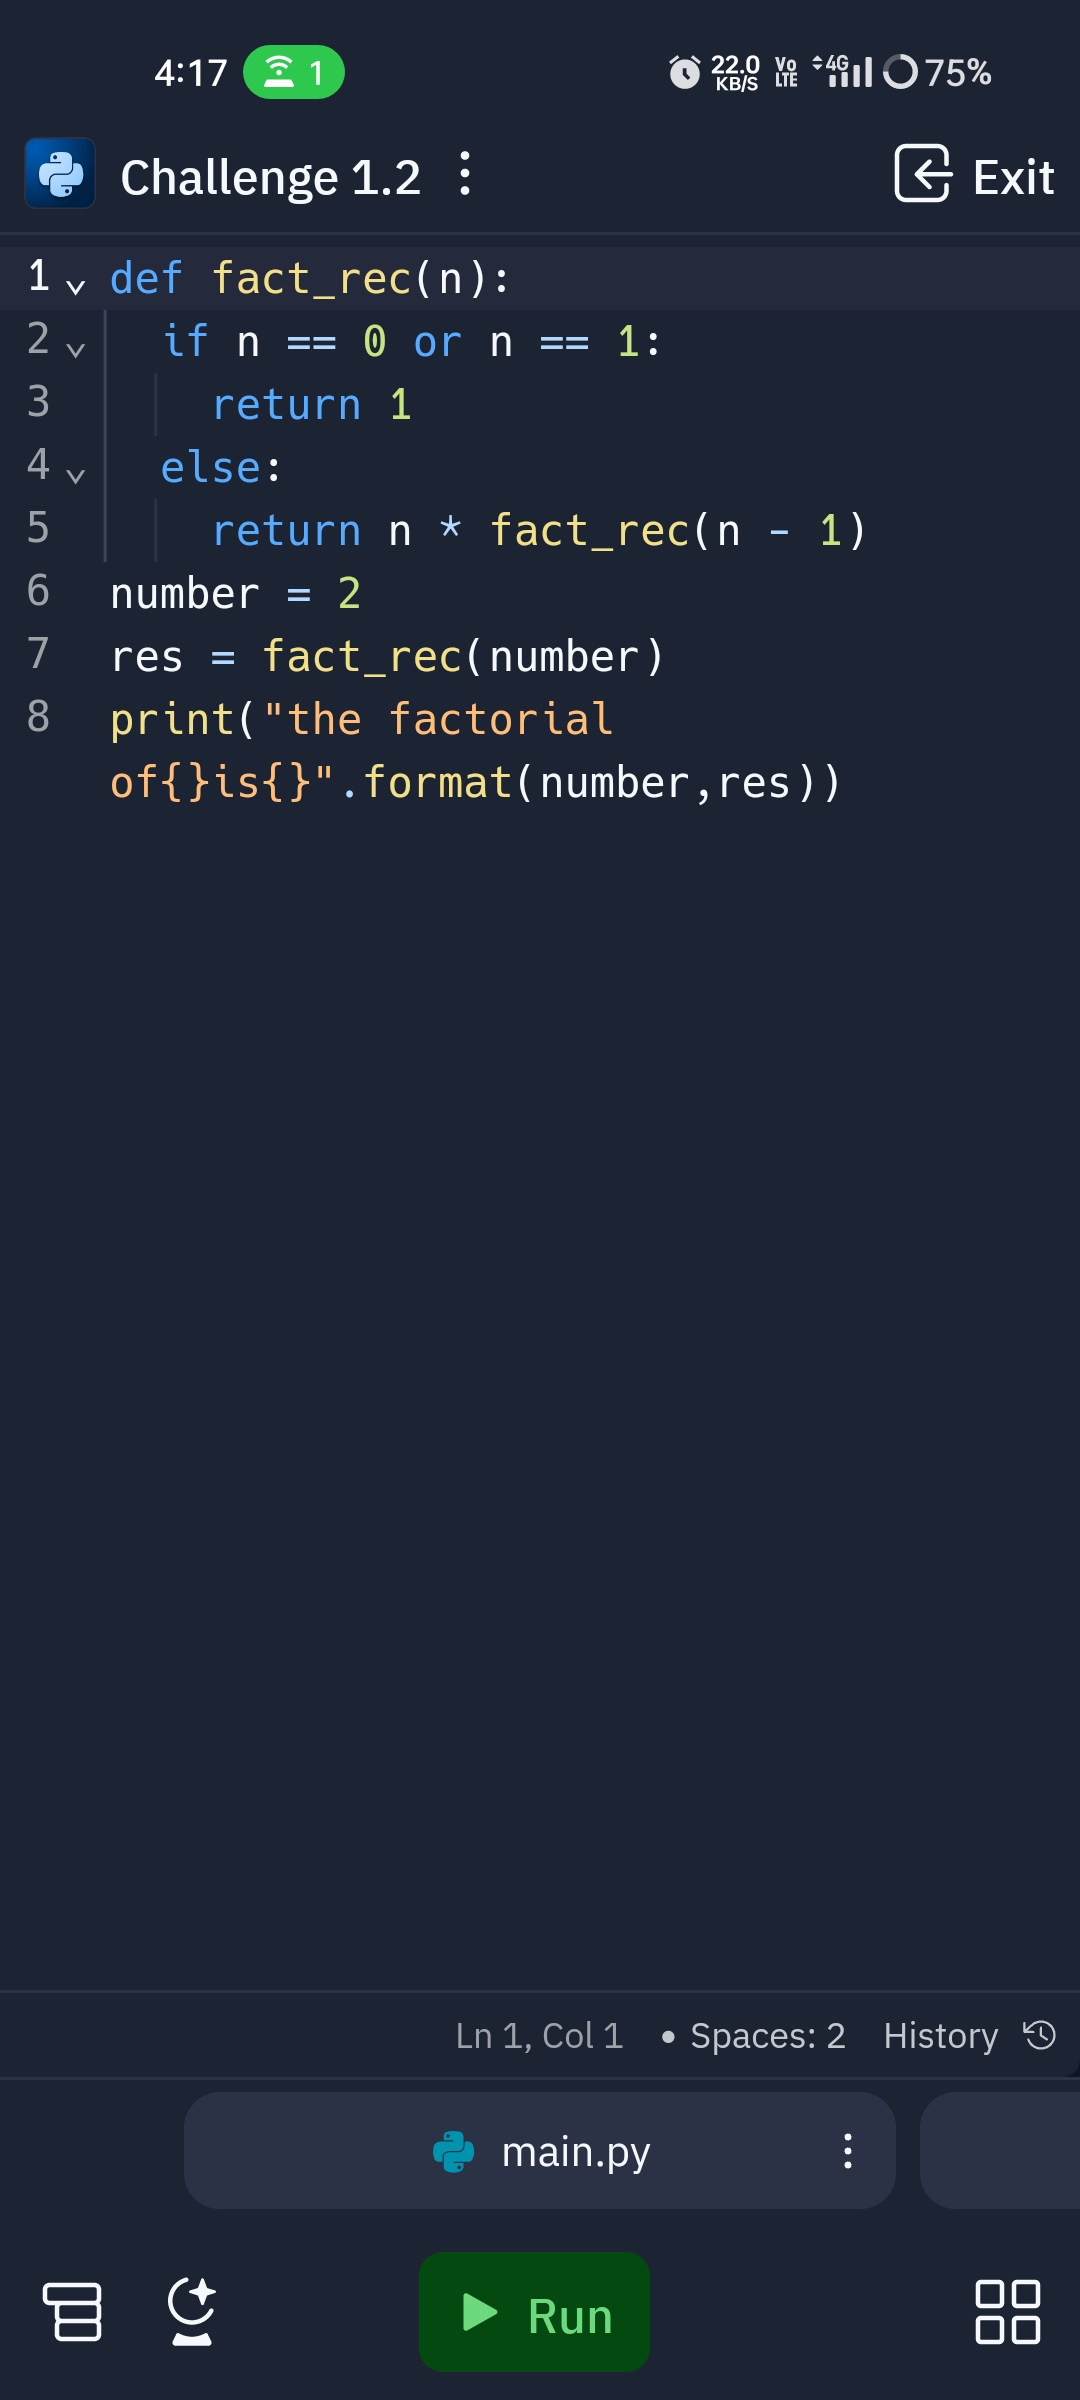 4:17 1 22.0 KB/S Vo LTE 4G 75%
Challenge 1.2 Exit
1 def fact_rec(n):
2   if n == 0 or n == 1:
3     return 1
4   else:
5     return n * fact_rec(n - 1)
6 number = 2
7 res = fact_rec(number)
8 print("the factorial
of{}is{}".format(number,res))
Ln 1, Col 1 • Spaces: 2 History
main.py
Run